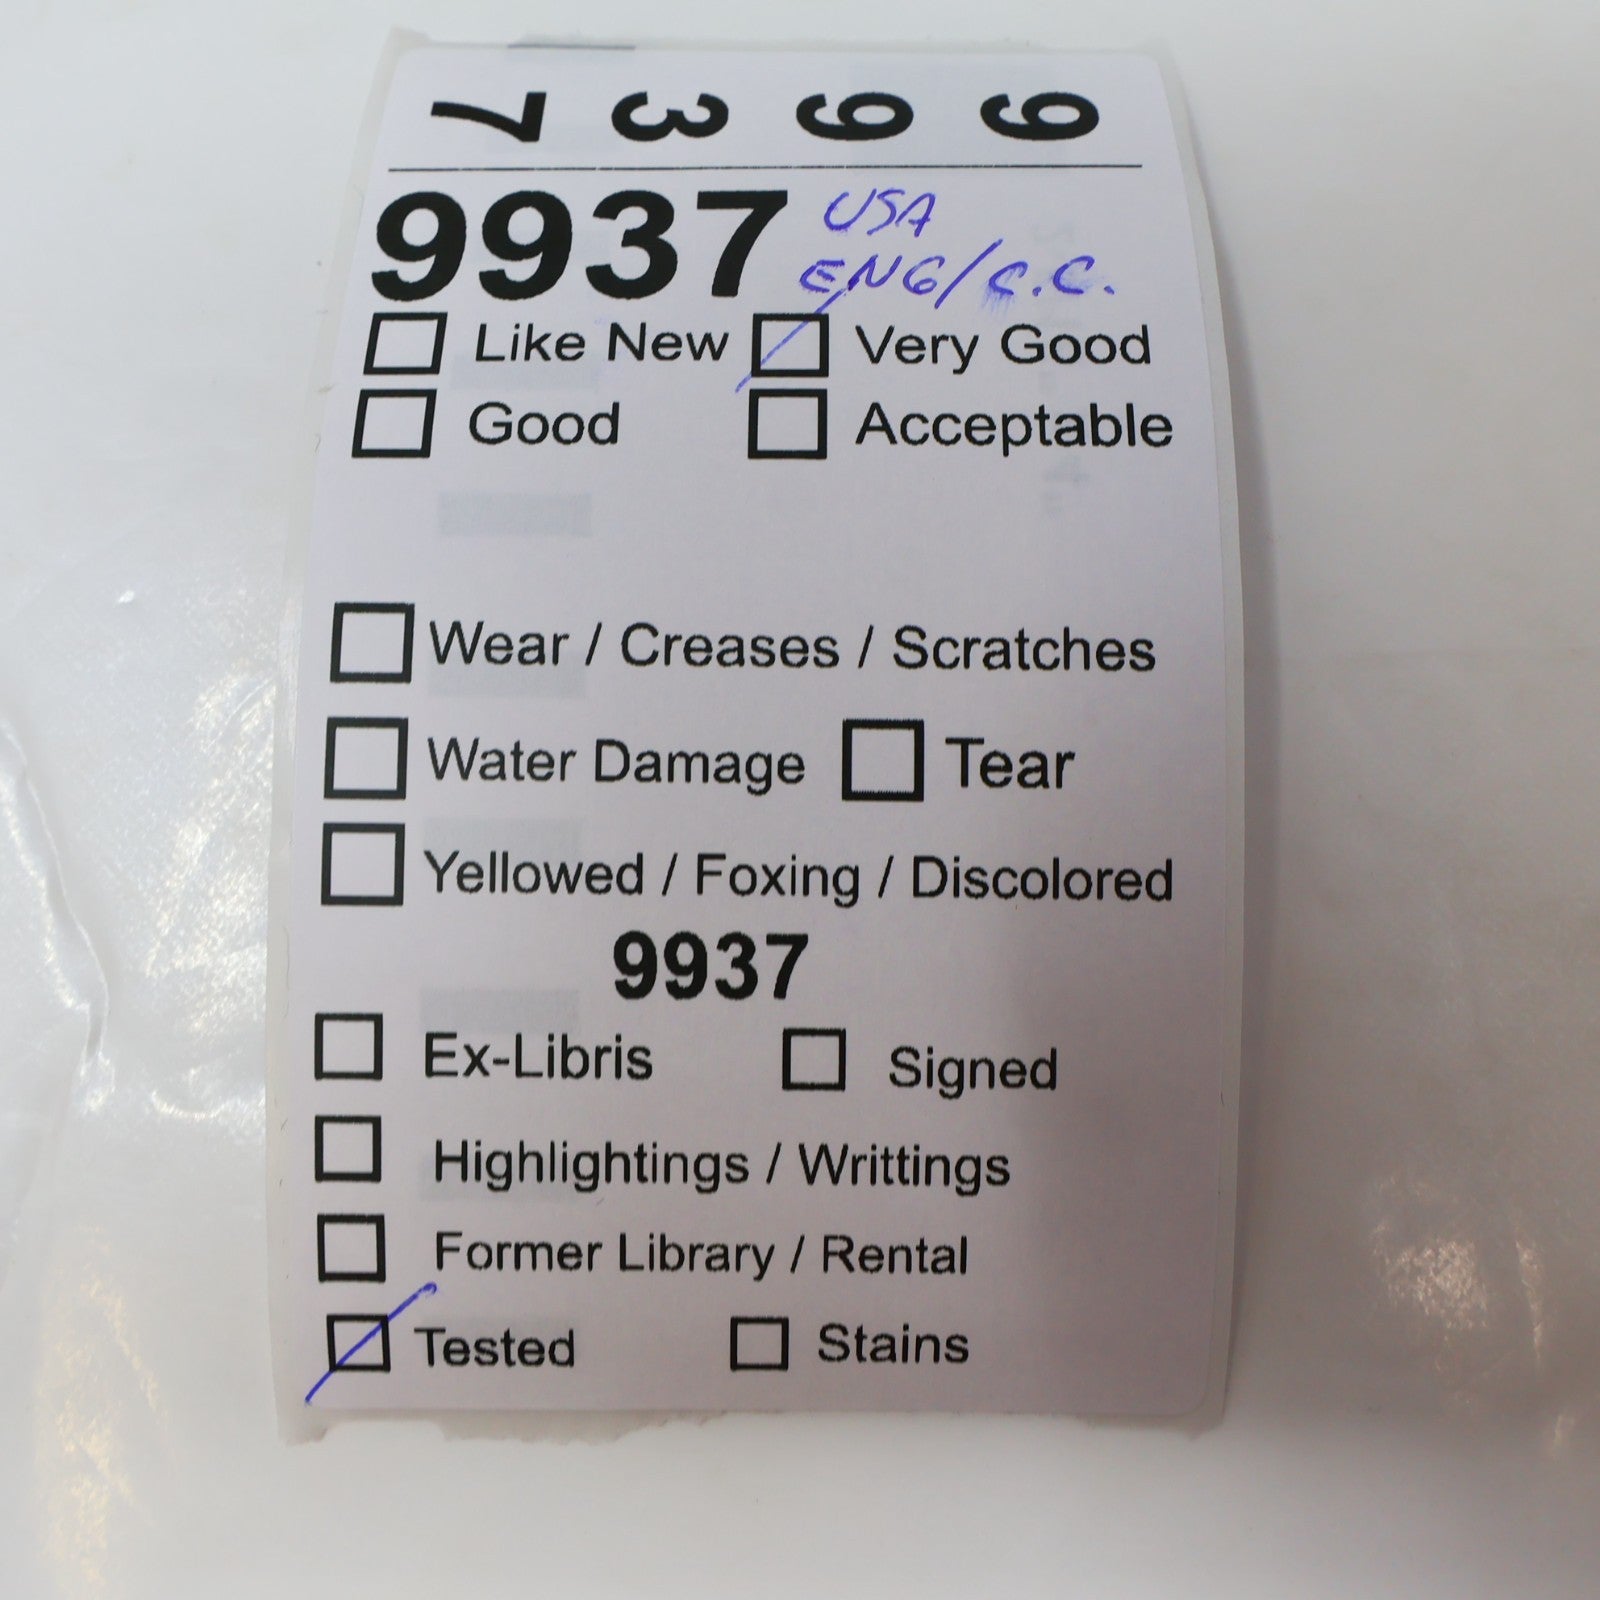 9937
9937 USA
ENG/C.C.
Like New Very Good
Good Acceptable
Wear / Creases / Scratches
Water Damage Tear
Yellowed / Foxing / Discolored
9937
Ex-Libris Signed
Highlightings / Writtings
Former Library / Rental
Tested Stains